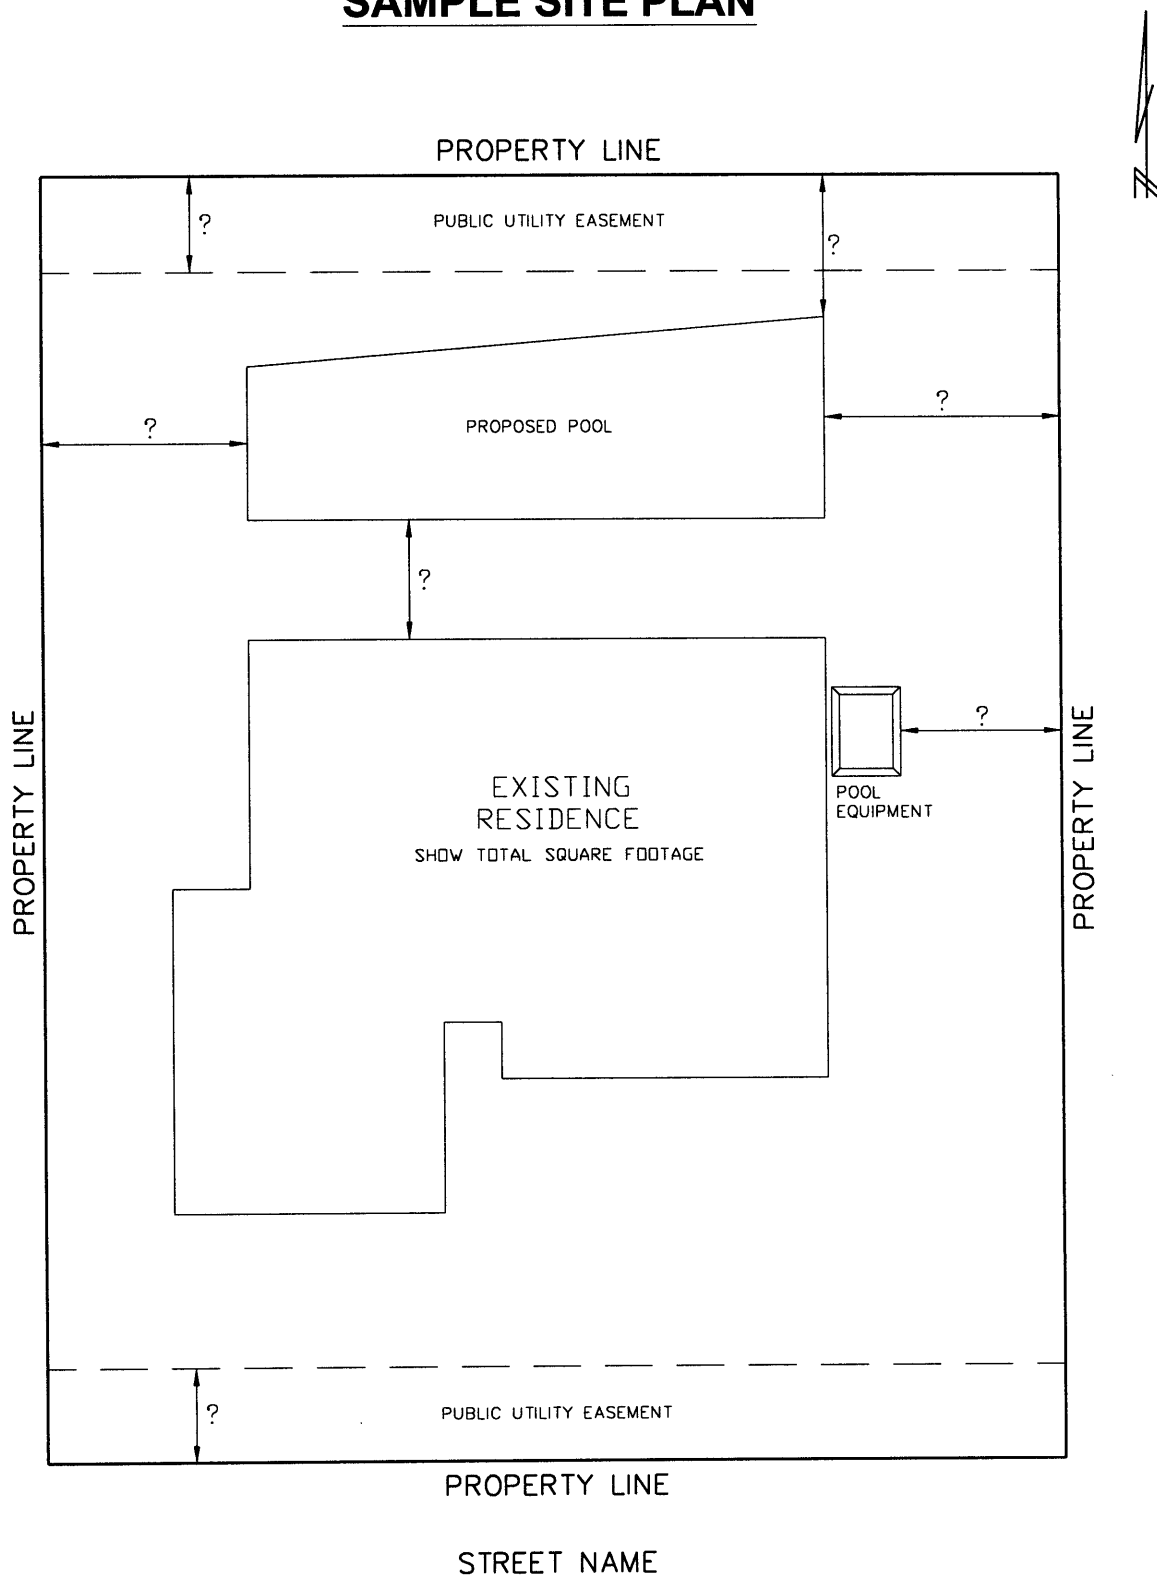 SAMPLE SITE PLAN
N
PROPERTY LINE
?
PUBLIC UTILITY EASEMENT
?
?
PROPOSED POOL
?
?
PROPERTY LINE
EXISTING
RESIDENCE
SHOW TOTAL SQUARE FOOTAGE
?
POOL
EQUIPMENT
PROPERTY LINE
?
PUBLIC UTILITY EASEMENT
PROPERTY LINE
STREET NAME